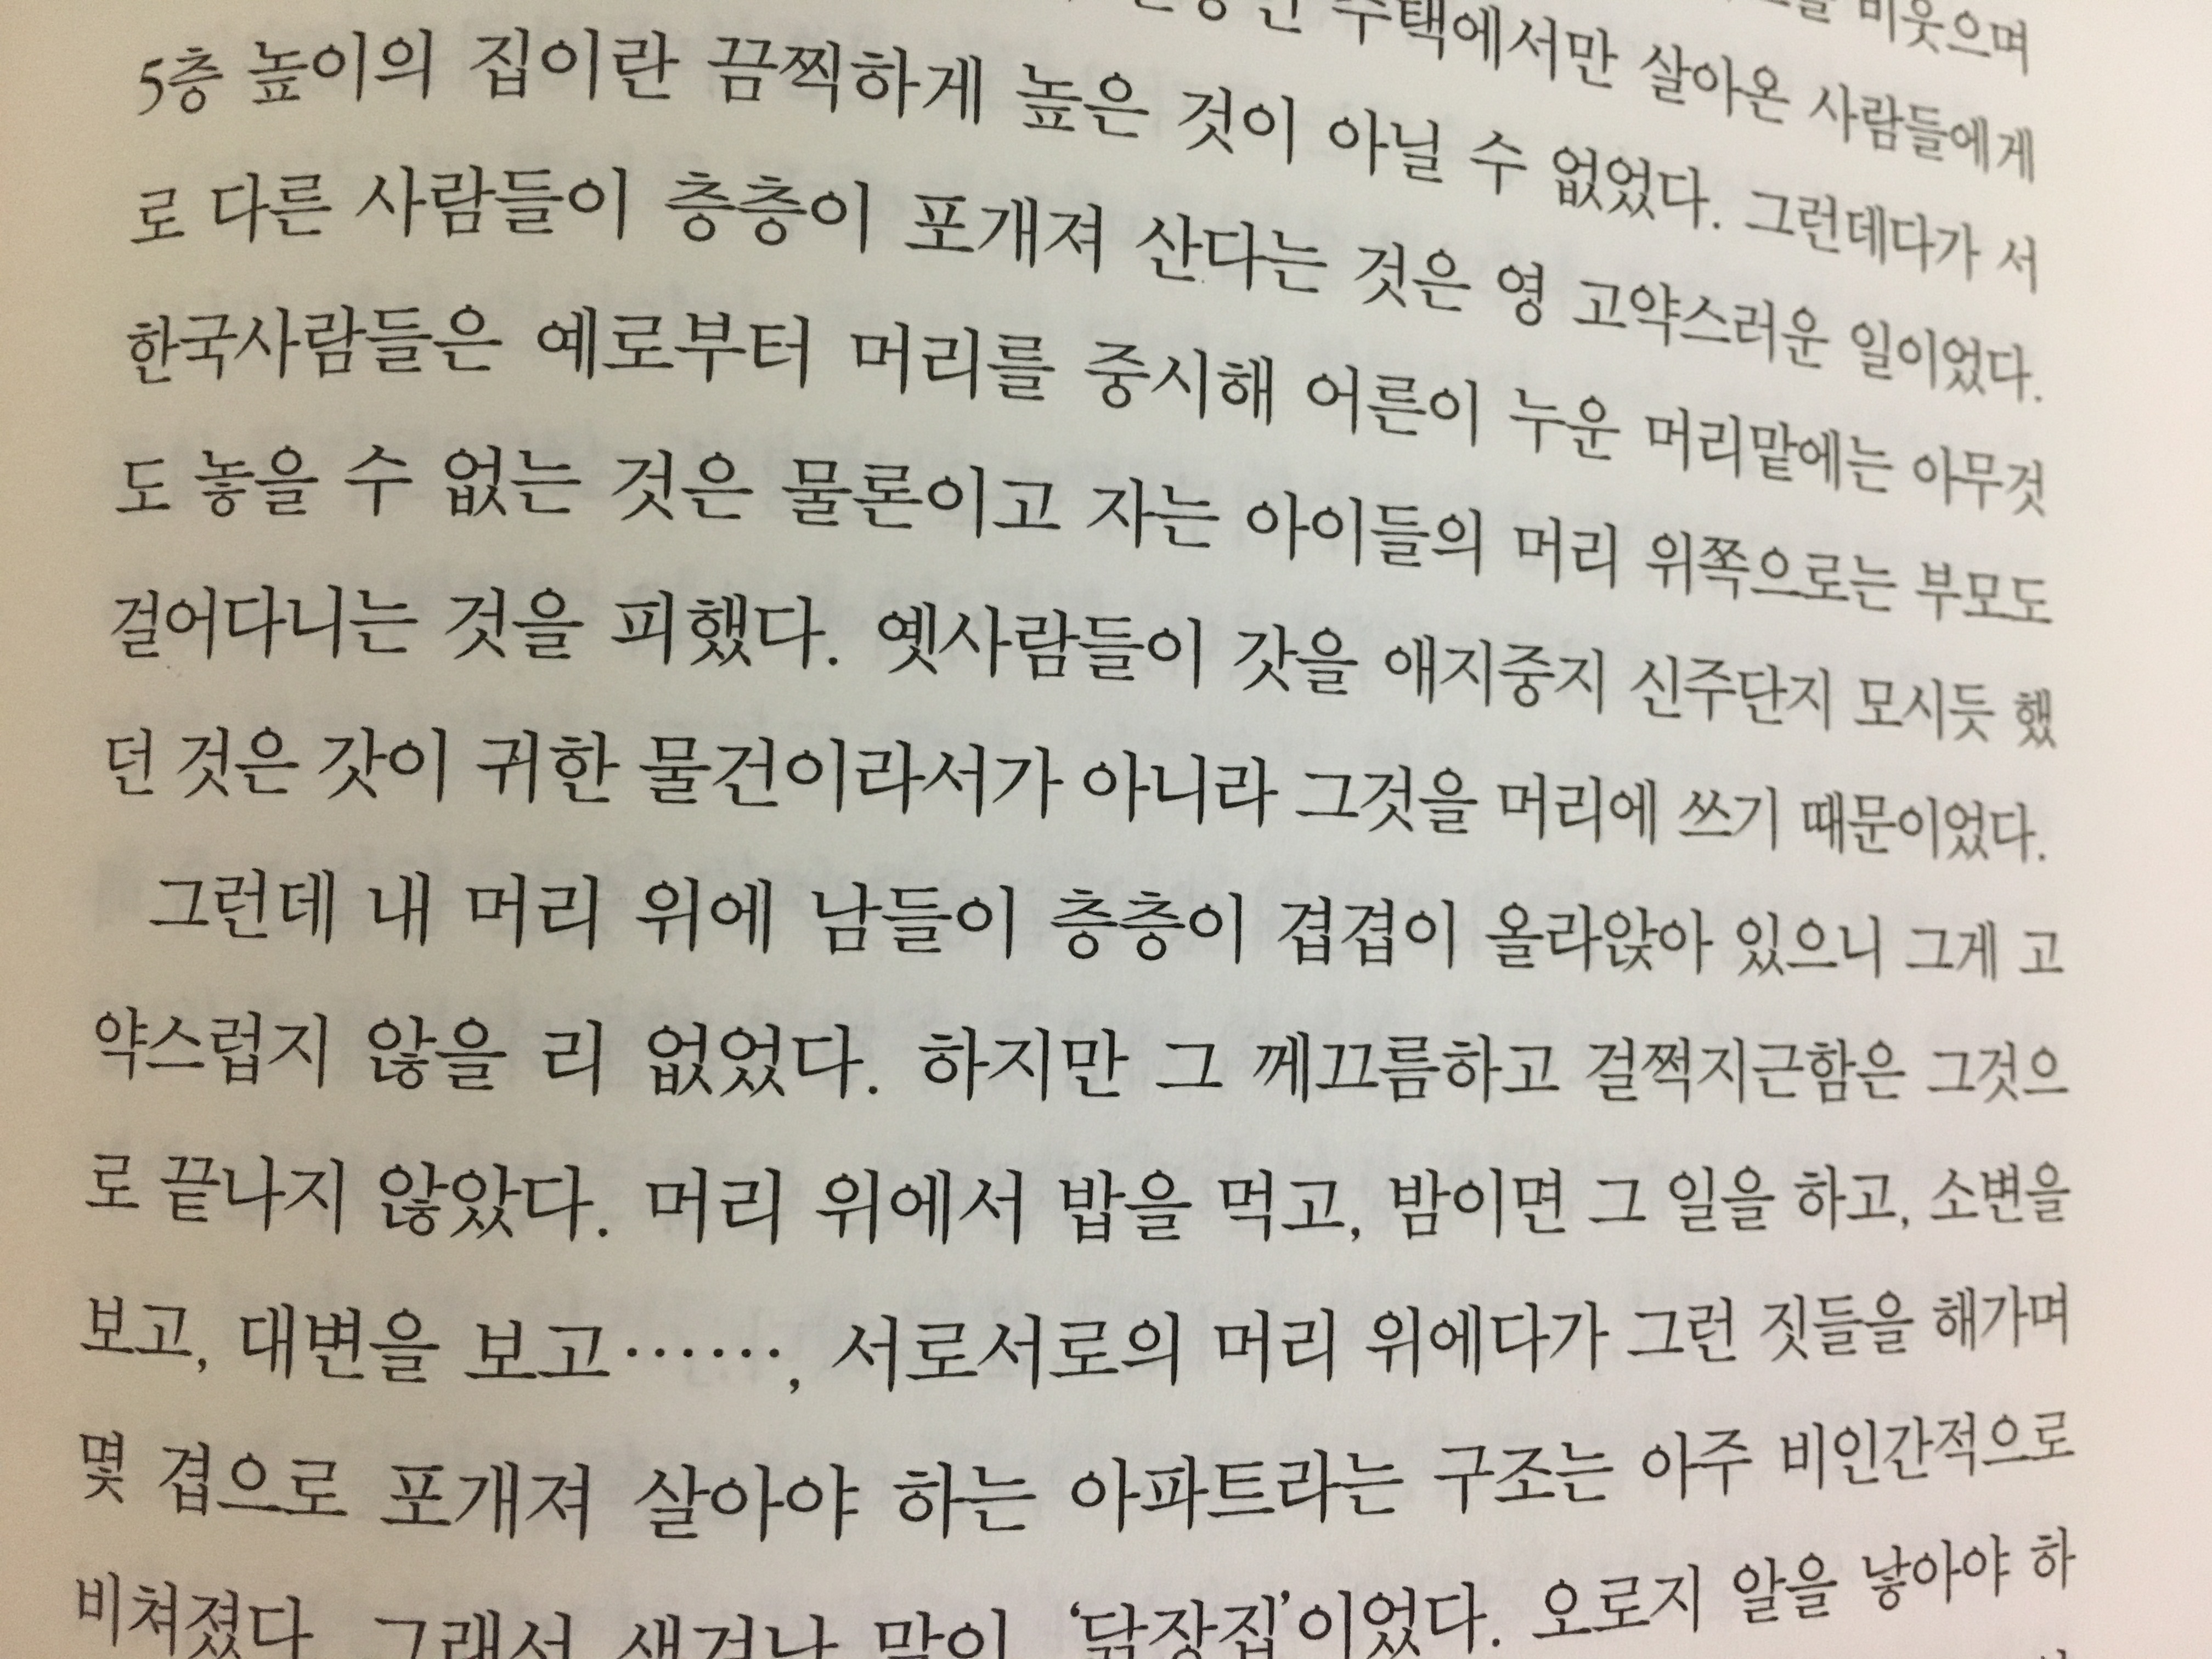 주택에서만 살아온 사람들에게
5층 높이의 집이란 끔찍하게 높은 것이 아닐 수 없었다. 그런데다가 서
로 다른 사람들이 층층이 포개져 산다는 것은 영 고약스러운 일이었다.
한국사람들은 예로부터 머리를 중시해 어른이 누운 머리맡에는 아무것
도 놓을 수 없는 것은 물론이고 자는 아이들의 머리 위쪽으로는 부모도
걸어다니는 것을 피했다. 옛사람들이 갓을 애지중지 신주단지 모시듯 했
던 것은 갓이 귀한 물건이라서가 아니라 그것을 머리에 쓰기 때문이었다.
그런데 내 머리 위에 남들이 층층이 겹겹이 올라앉아 있으니 그게 고
약스럽지 않을 리 없었다. 하지만 그 께끄름하고 걸쩍지근함은 그것으
로 끝나지 않았다. 머리 위에서 밥을 먹고, 밤이면 그 일을 하고, 소변을
보고, 대변을 보고……, 서로서로의 머리 위에다가 그런 짓들을 해가며
몇 겹으로 포개져 살아야 하는 아파트라는 구조는 아주 비인간적으로
비쳐졌다 그래서 생겨난 말이 '닭장집'이었다. 오로지 알을 낳아야 하